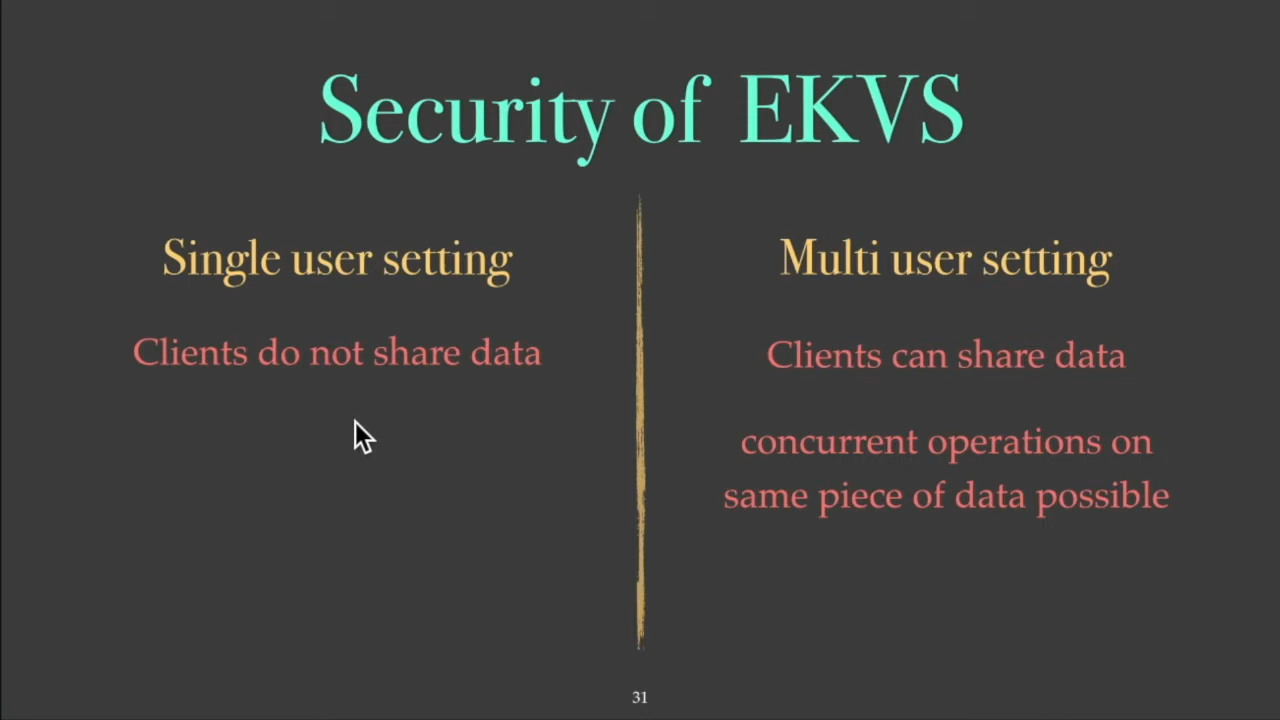 Security of EKVS
Single user setting
Clients do not share data
Multi user setting
Clients can share data
concurrent operations on
same piece of data possible
31